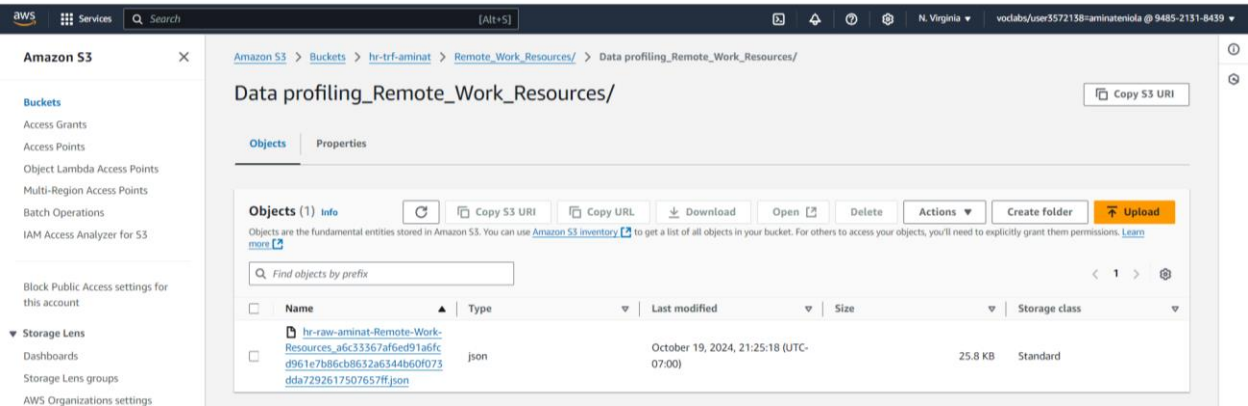 aws Services Search [Alt+S] N. Virginia voclabs/user3572138=aminateniola @ 9485-2131-8439
Amazon S3
Buckets
Access Grants
Access Points
Object Lambda Access Points
Multi-Region Access Points
Batch Operations
IAM Access Analyzer for S3
Block Public Access settings for
this account
Storage Lens
Dashboards
Storage Lens groups
AWS Organizations settings
Amazon S3 > Buckets > hr-trf-aminat > Remote_Work_Resources/ > Data profiling_Remote_Work_Resources/
Data profiling_Remote_Work_Resources/
Copy S3 URI
Objects Properties
Objects (1) Info Copy S3 URI Copy URL Download Open Delete Actions Create folder Upload
Objects are the fundamental entities stored in Amazon S3. You can use Amazon S3 inventory to get a list of all objects in your bucket. For others to access your objects, you'll need to explicitly grant them permissions. Learn
more
Find objects by prefix
< 1 >
Name Type Last modified Size Storage class
hr-raw-aminat-Remote-Work-
Resources_a6c33367af6ed91a6fc
d961e7b86cb8632a6344b60f073
dda7292617507657ff.json
json
October 19, 2024, 21:25:18 (UTC-
07:00)
25.8 KB
Standard